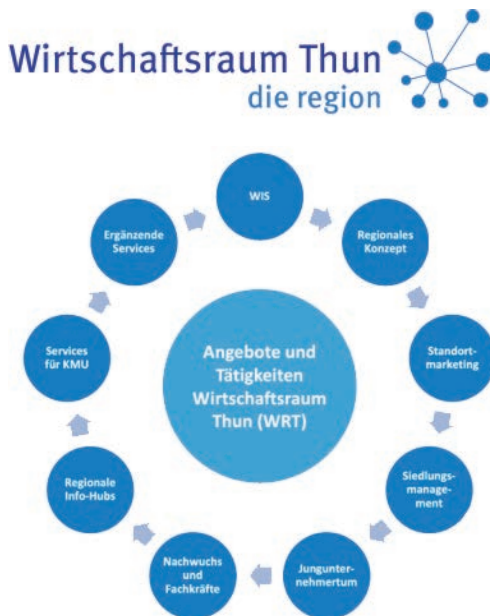 Wirtschaftsraum Thun
die region
WIS
Regionales
Konzept
Standort-
marketing
Siedlungs-
manage-
ment
Jungunter-
nehmertum
Nachwuchs
und
Fachkräfte
Regionale
Info-Hubs
Services
für KMU
Ergänzende
Services
Angebote und
Tätigkeiten
Wirtschaftsraum
Thun (WRT)